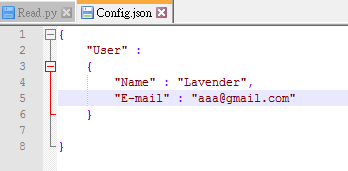 Read.py Config.json
1 {
2 "User" :
3 {
4 "Name" : "Lavender",
5 "E-mail" : "aaa@gmail.com"
6 }
7
8 }